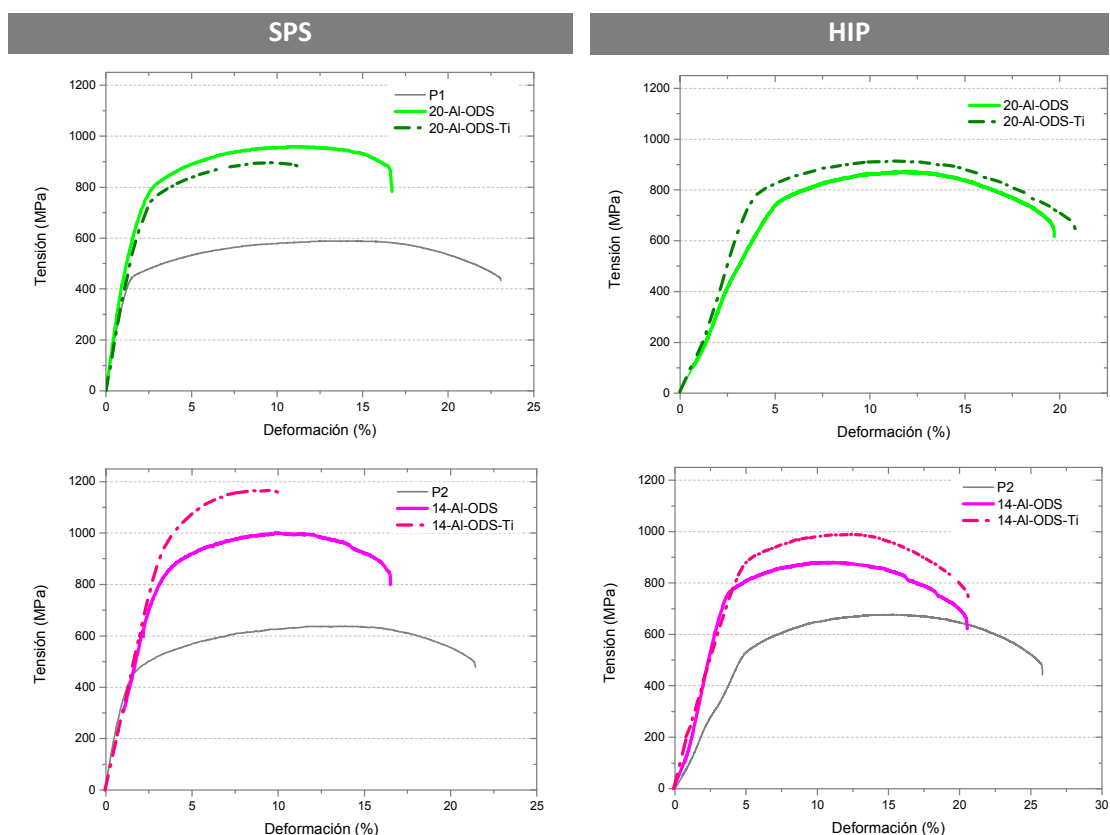 SPS
HIP
1200
1000
800
600
400
200
0
Tensión (MPa)
P1
20-Al-ODS
20-Al-ODS-Ti
0 5 10 15 20 25
Deformación (%)
1200
1000
800
600
400
200
0
Tensión (MPa)
20-Al-ODS
20-Al-ODS-Ti
0 5 10 15 20
Deformación (%)
1200
1000
800
600
400
200
0
Tensión (MPa)
P2
14-Al-ODS
14-Al-ODS-Ti
0 5 10 15 20 25
Deformación (%)
1200
1000
800
600
400
200
0
Tensión (MPa)
P2
14-Al-ODS
14-Al-ODS-Ti
0 5 10 15 20 25 30
Deformación (%)